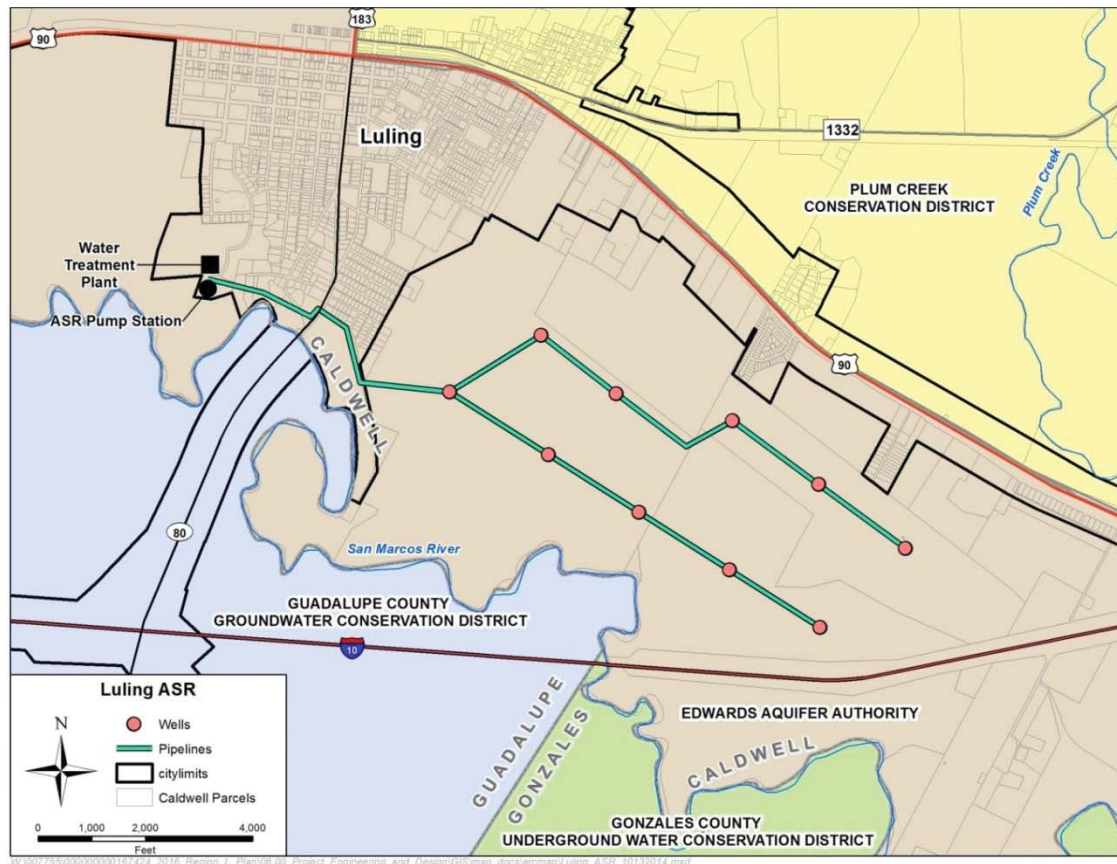 183
90
Luling
1332
PLUM CREEK
CONSERVATION DISTRICT
Plum Creek
Water
Treatment
Plant
ASR Pump Station
CALDWELL
90
80
San Marcos River
GUADALUPE COUNTY
GROUNDWATER CONSERVATION DISTRICT
10
GUADALUPE
GONZALES
EDWARDS AQUIFER AUTHORITY
CALDWELL
GONZALES COUNTY
UNDERGROUND WATER CONSERVATION DISTRICT
Luling ASR
N
Wells
Pipelines
citylimits
Caldwell Parcels
0 1,000 2,000 4,000
Feet